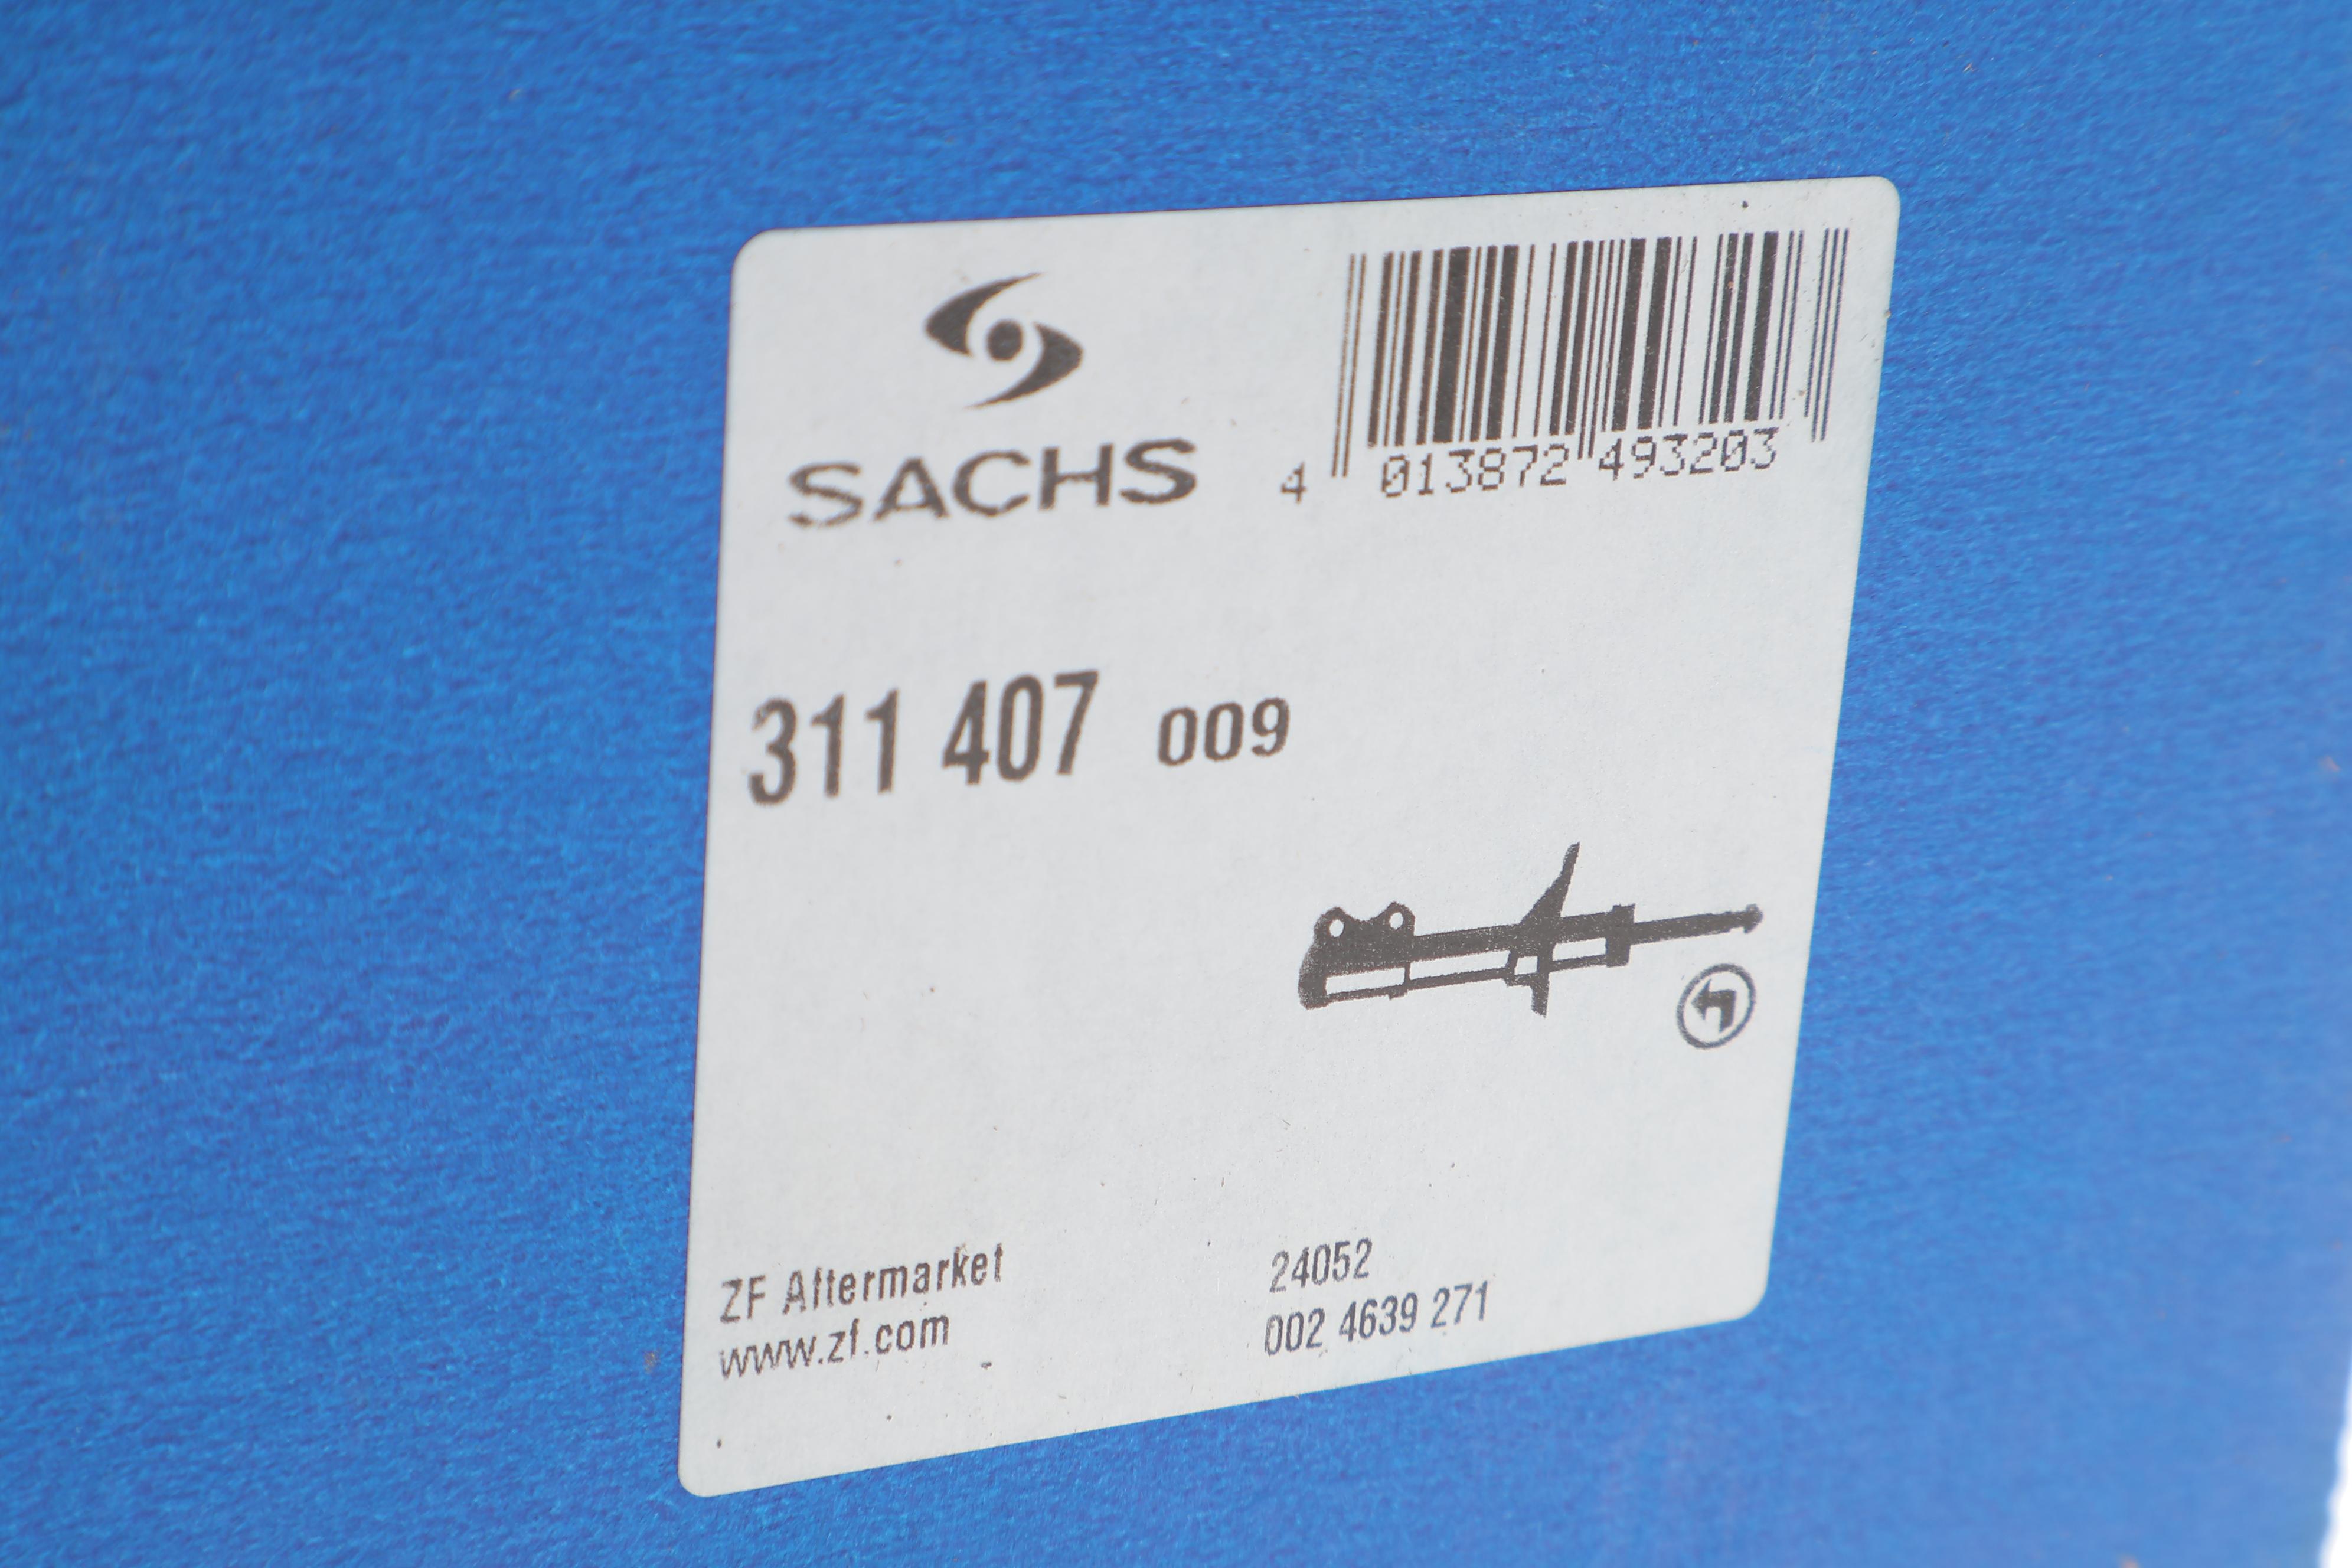 SACHS
4 013872 493203
311 407 009
ZF Aftermarket
www.zf.com
24052
002 4639 271